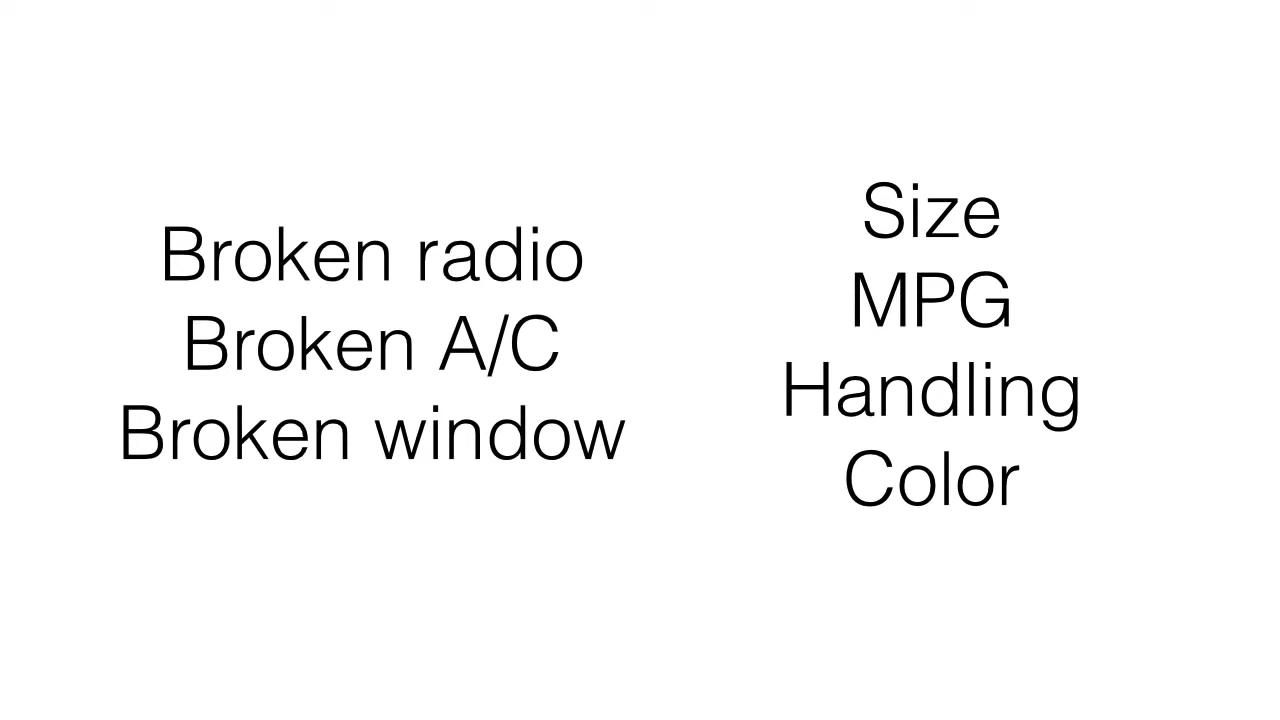 Broken radio
Broken A/C
Broken window
Size
MPG
Handling
Color